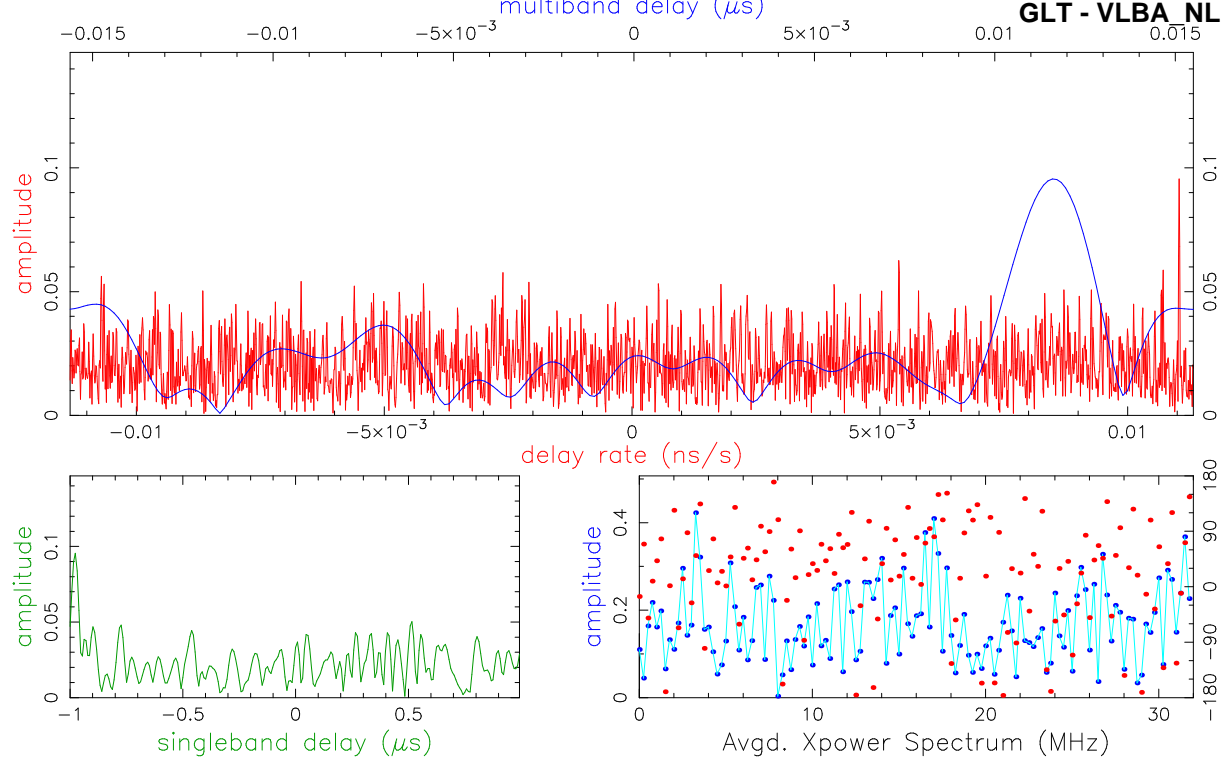 multiband delay (μs)
GLT - VLBA_NL
−0.015 −0.01 −5×10⁻³ 0 5×10⁻³ 0.01 0.015
0.1 0.1
amplitude
0.05 0.05
0 0
−0.01 −5×10⁻³ 0 5×10⁻³ 0.01
delay rate (ns/s)
amplitude
0.1
0.05
0
−1 −0.5 0 0.5
singleband delay (μs)
amplitude
0.4
0.2
0
180
90
0
−90
−180
0 10 20 30
Avgd. Xpower Spectrum (MHz)